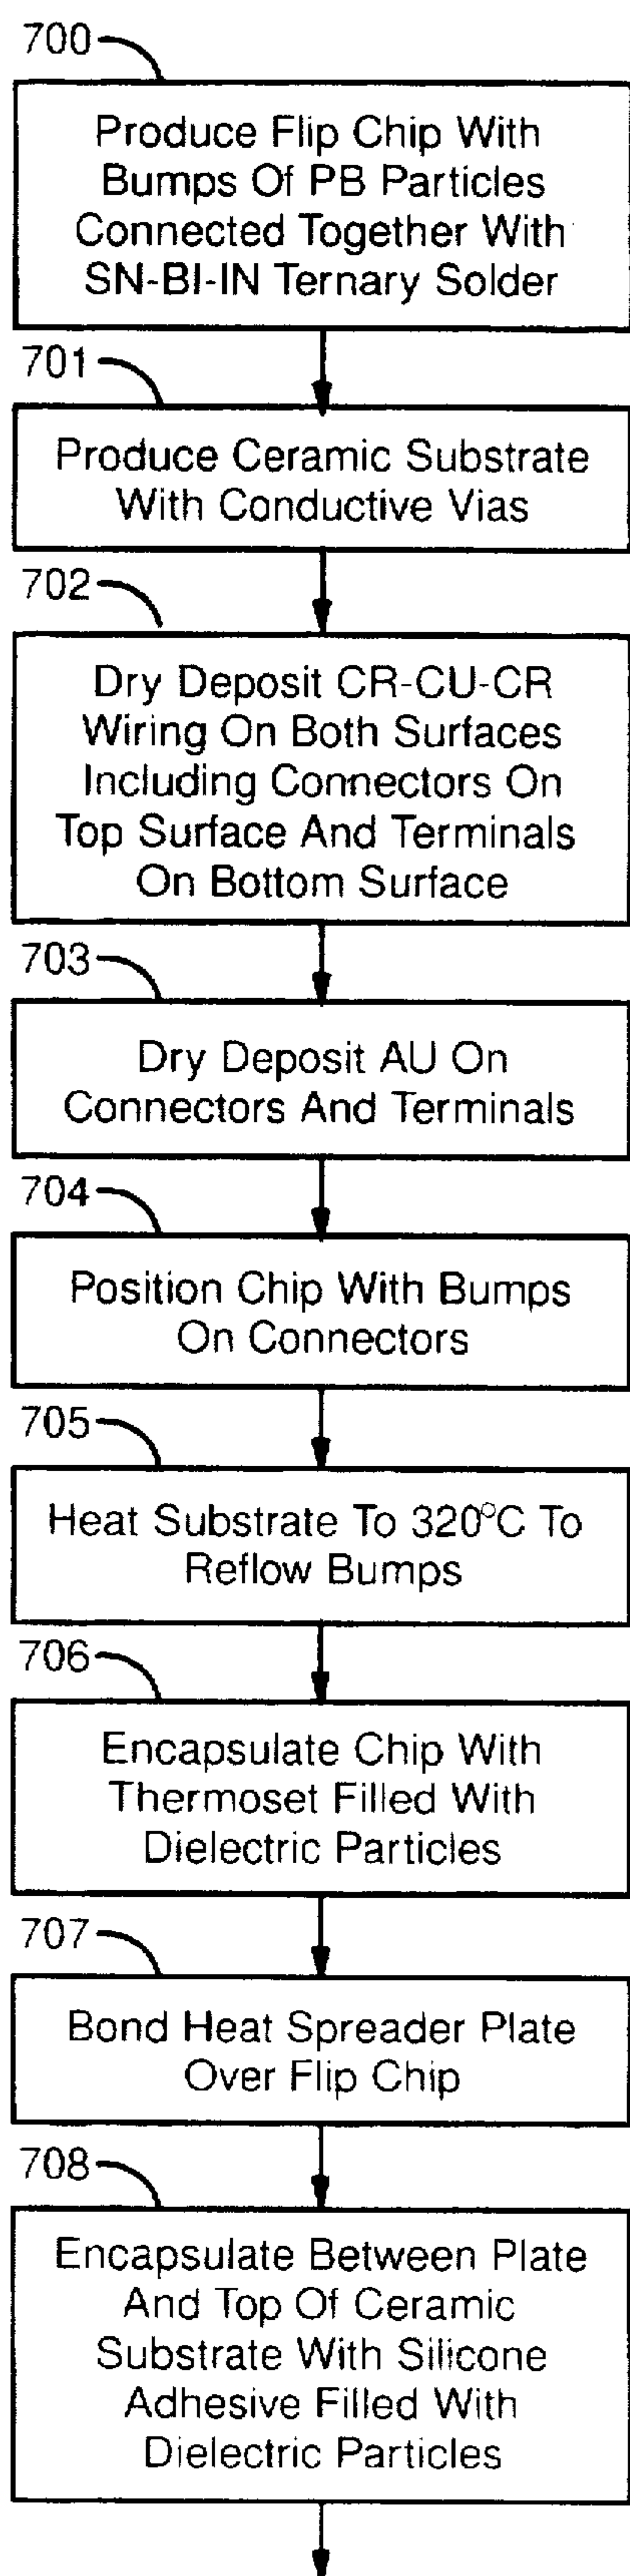 700
Produce Flip Chip With
Bumps Of PB Particles
Connected Together With
SN-BI-IN Ternary Solder
701
Produce Ceramic Substrate
With Conductive Vias
702
Dry Deposit CR-CU-CR
Wiring On Both Surfaces
Including Connectors On
Top Surface And Terminals
On Bottom Surface
703
Dry Deposit AU On
Connectors And Terminals
704
Position Chip With Bumps
On Connectors
705
Heat Substrate To 320°C To
Reflow Bumps
706
Encapsulate Chip With
Thermoset Filled With
Dielectric Particles
707
Bond Heat Spreader Plate
Over Flip Chip
708
Encapsulate Between Plate
And Top Of Ceramic
Substrate With Silicone
Adhesive Filled With
Dielectric Particles